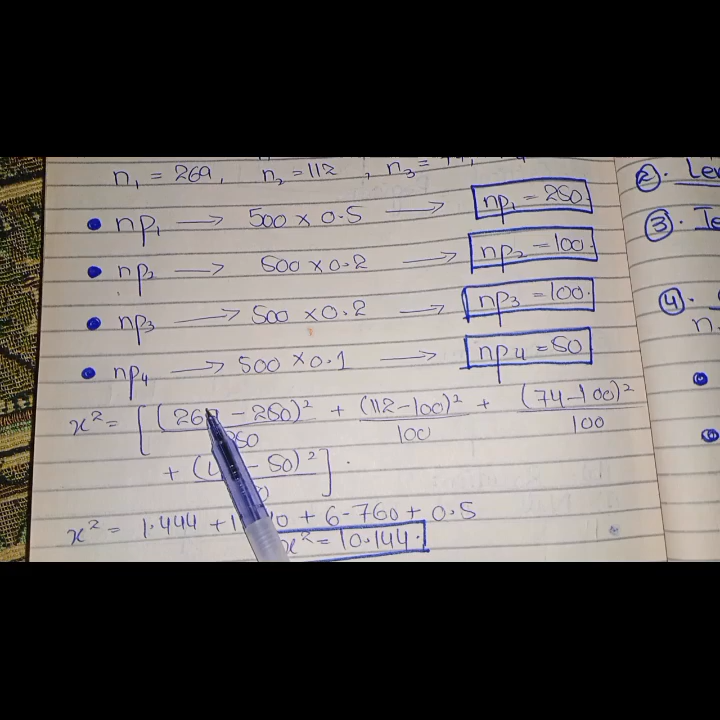 n₁ = 269, n₂ = 112, n₃ =
• np₁ → 500 × 0.5 → np₁ = 250.
• np₂ → 500 × 0.2 → np₂ = 100.
• np₃ → 500 × 0.2 → np₃ = 100.
• np₄ → 500 × 0.1 → np₄ = 50
x² = [ (26 - 250)²/250 + (112 - 100)²/100 + (74 - 100)²/100
+ ( - 50)²/ ].
x² = 1.444 + + 6.760 + 0.5
x² = 10.144.
②.
③.
④.
n.